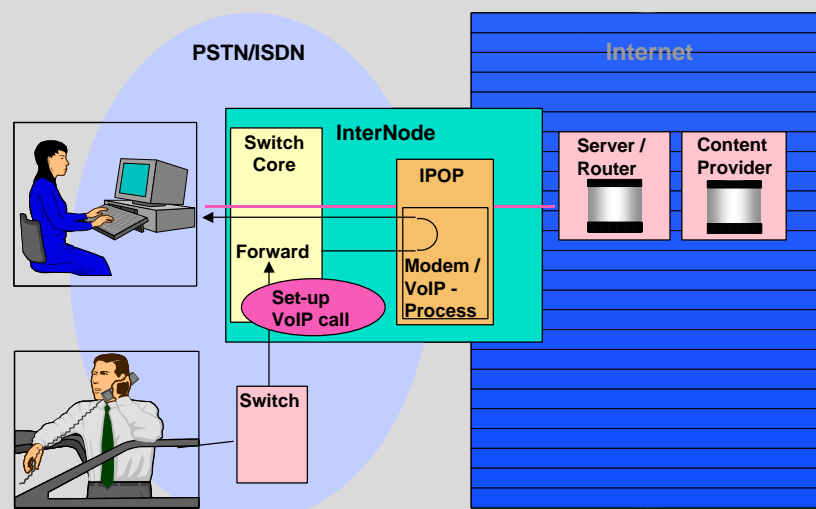 PSTN/ISDN
Internet
InterNode
Switch
Core
IPOP
Server /
Router
Content
Provider
Forward
Modem /
VoIP -
Process
Set-up
VoIP call
Switch